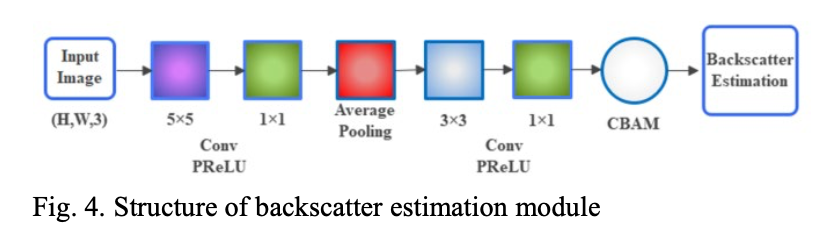 Input
Image
(H,W,3)
5×5
1×1
Conv
PReLU
Average
Pooling
3×3
1×1
Conv
PReLU
CBAM
Backscatter
Estimation
Fig. 4. Structure of backscatter estimation module